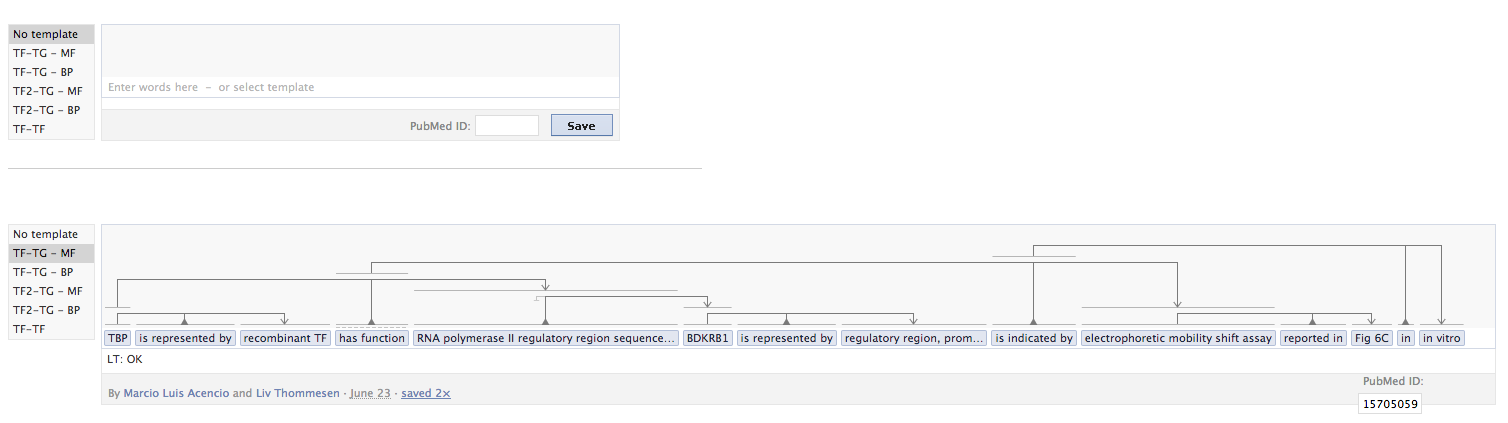 No template
TF-TG - MF
TF-TG - BP
TF2-TG - MF
TF2-TG - BP
TF-TF
Enter words here - or select template
PubMed ID:
Save
No template
TF-TG - MF
TF-TG - BP
TF2-TG - MF
TF2-TG - BP
TF-TF
TBP is represented by recombinant TF has function RNA polymerase II regulatory region sequence... BDKRB1 is represented by regulatory region, prom... is indicated by electrophoretic mobility shift assay reported in Fig 6C in in vitro
LT: OK
By Marcio Luis Acencio and Liv Thommesen · June 23 · saved 2×
PubMed ID:
15705059